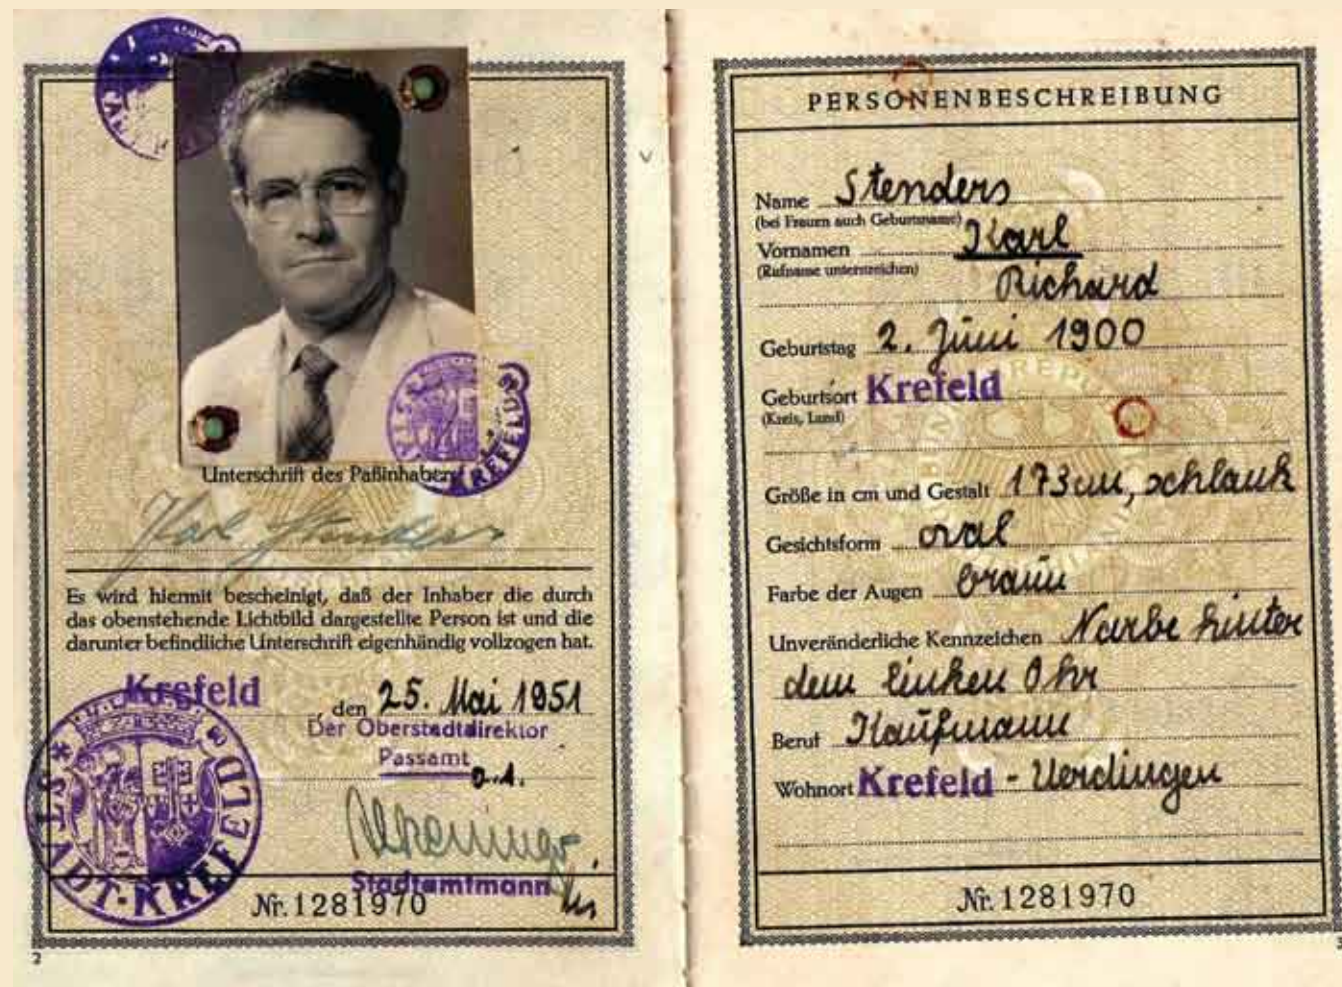 Unterschrift des Paßinhabers
Karl Stenders
Es wird hiermit bescheinigt, daß der Inhaber die durch
das obenstehende Lichtbild dargestellte Person ist und die
darunter befindliche Unterschrift eigenhändig vollzogen hat.
Krefeld, den 25. Mai 1951
Der Oberstadtdirektor
Passamt
Stadtamtmann
STADT-KREFELD
Nr. 1281970
2
PERSONENBESCHREIBUNG
Name Stenders
(bei Frauen auch Geburtsname)
Vornamen Karl
(Rufname unterstreichen)
Richard
Geburtstag 2. Juni 1900
Geburtsort Krefeld
(Kreis, Land)
Größe in cm und Gestalt 173 cm, schlank
Gesichtsform oval
Farbe der Augen braun
Unveränderliche Kennzeichen Narbe hinter
dem linken Ohr
Beruf Kaufmann
Wohnort Krefeld - Uerdingen
Nr. 1281970
3